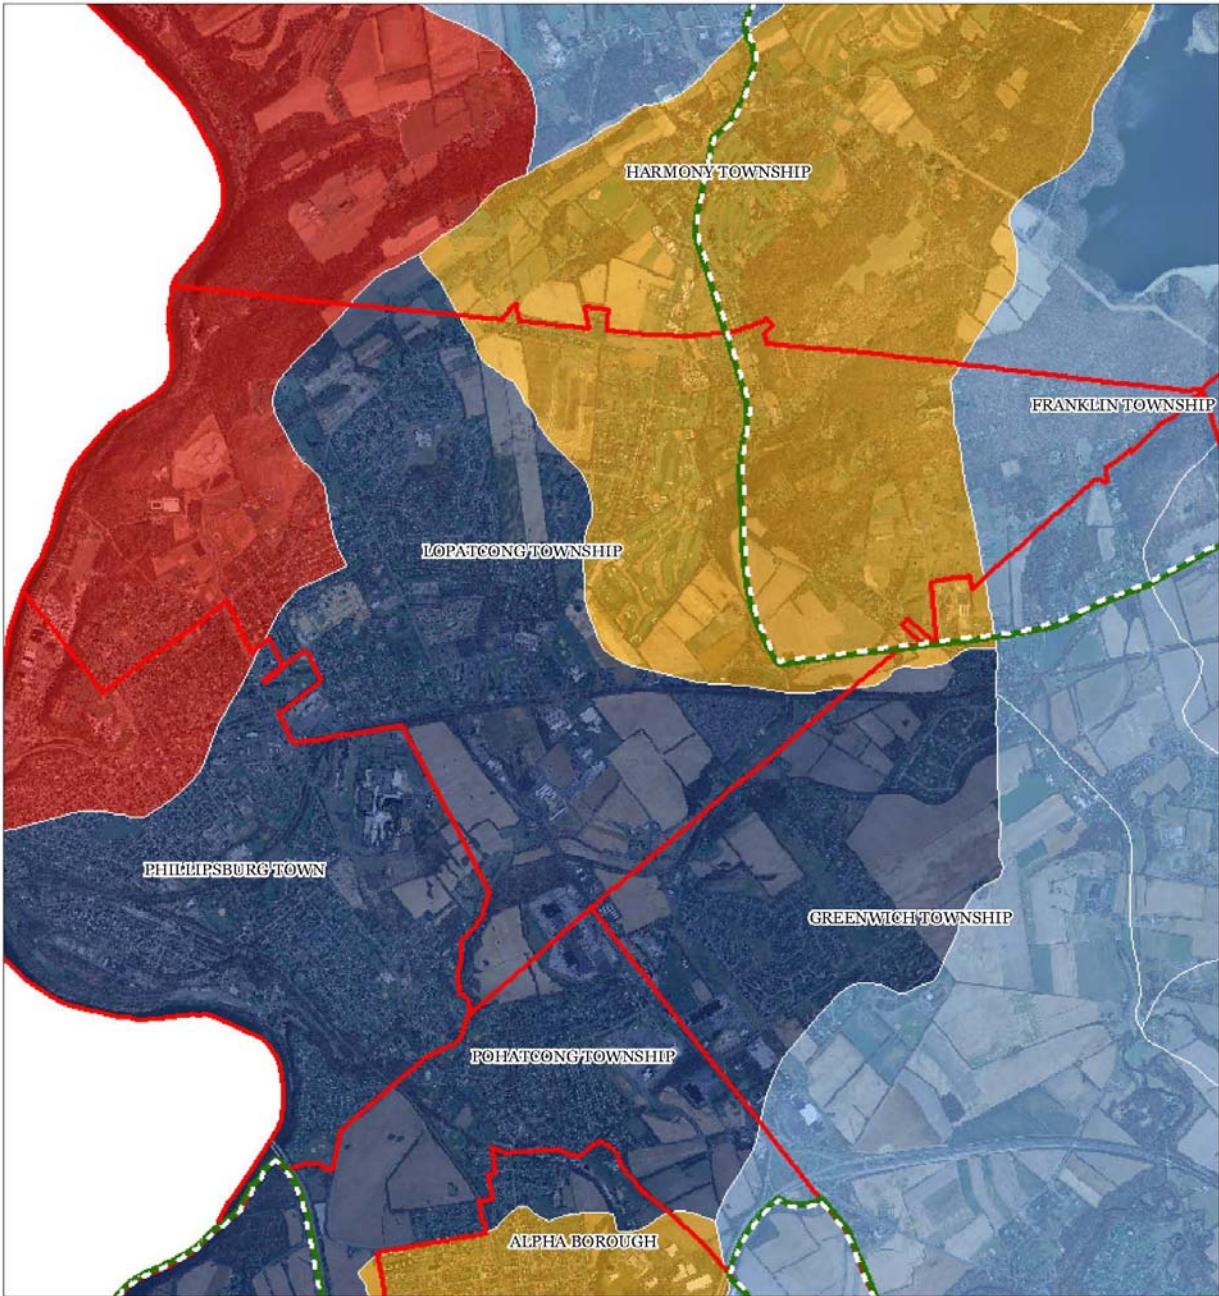 HARMONY TOWNSHIP
FRANKLIN TOWNSHIP
LOPATCONG TOWNSHIP
PHILLIPSBURG TOWN
GREENWICH TOWNSHIP
POHATCONG TOWNSHIP
ALPHA BOROUGH